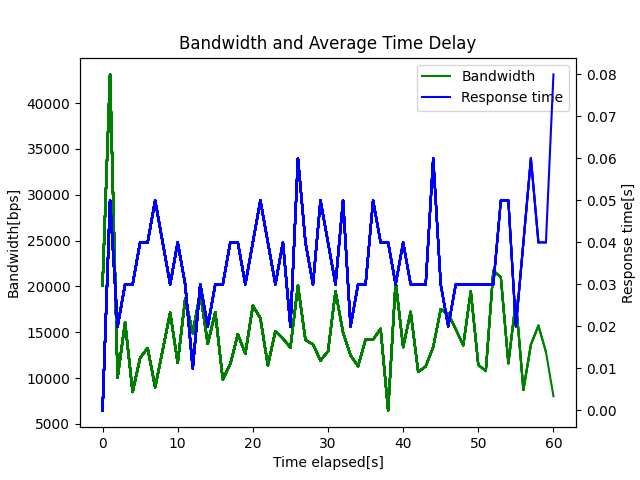 Bandwidth and Average Time Delay
Bandwidth
Response time
40000
35000
30000
25000
20000
15000
10000
5000
Bandwidth[bps]
0.08
0.07
0.06
0.05
0.04
0.03
0.02
0.01
0.00
Response time[s]
0 10 20 30 40 50 60
Time elapsed[s]